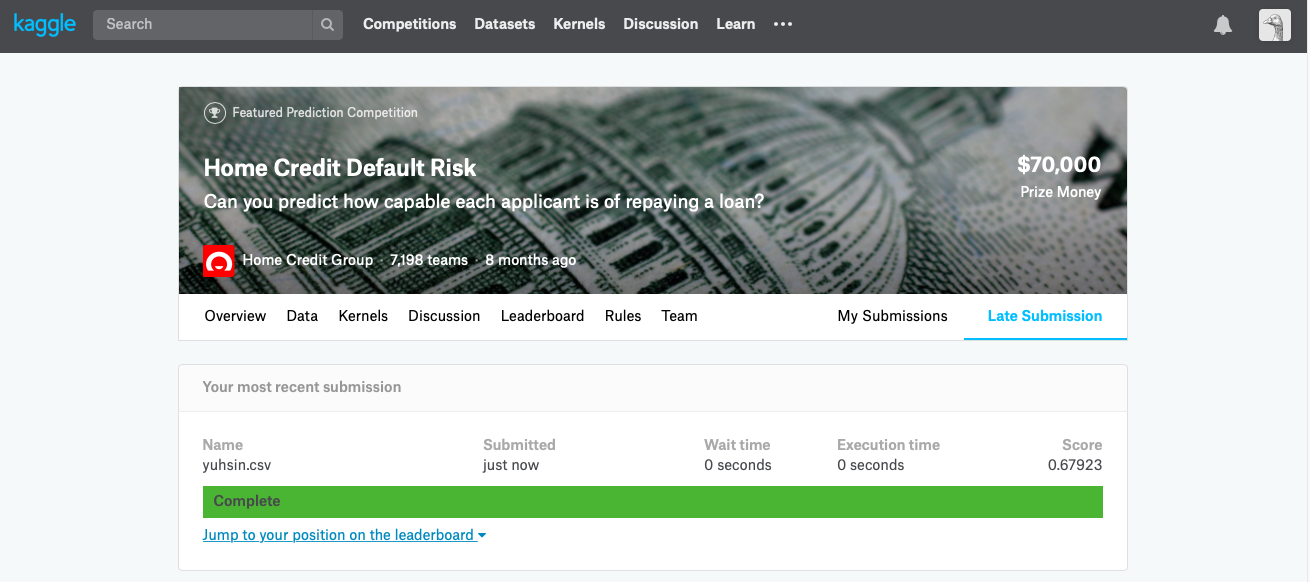 kaggle Search Competitions Datasets Kernels Discussion Learn
Featured Prediction Competition
Home Credit Default Risk
$70,000
Can you predict how capable each applicant is of repaying a loan?
Prize Money
Home Credit Group · 7,198 teams · 8 months ago
Overview Data Kernels Discussion Leaderboard Rules Team My Submissions Late Submission
Your most recent submission
Name Submitted Wait time Execution time Score
yuhsin.csv just now 0 seconds 0 seconds 0.67923
Complete
Jump to your position on the leaderboard